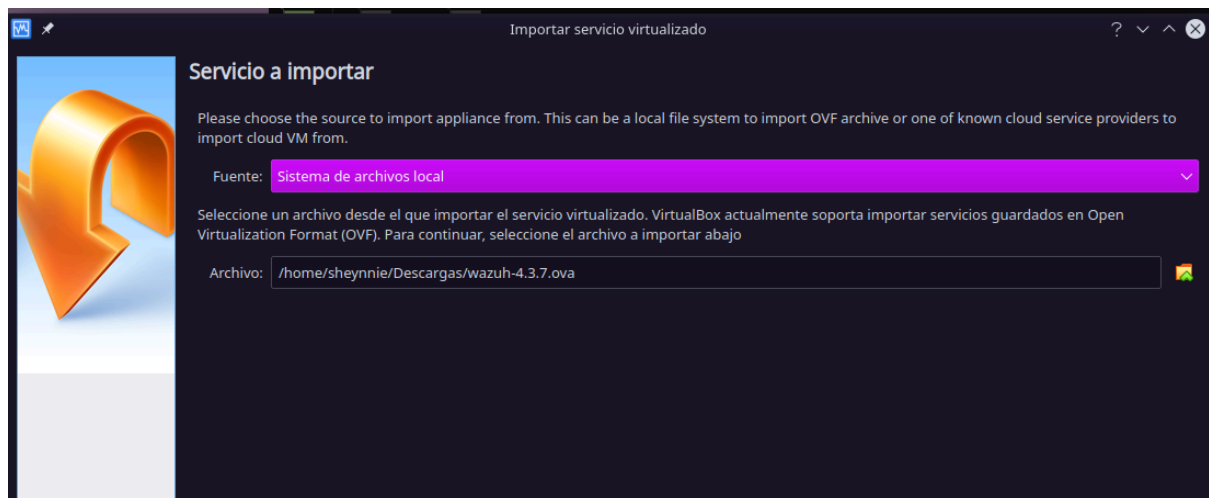 Importar servicio virtualizado
Servicio a importar
Please choose the source to import appliance from. This can be a local file system to import OVF archive or one of known cloud service providers to
import cloud VM from.
Fuente: Sistema de archivos local
Seleccione un archivo desde el que importar el servicio virtualizado. VirtualBox actualmente soporta importar servicios guardados en Open
Virtualization Format (OVF). Para continuar, seleccione el archivo a importar abajo
Archivo: /home/sheynnie/Descargas/wazuh-4.3.7.ova